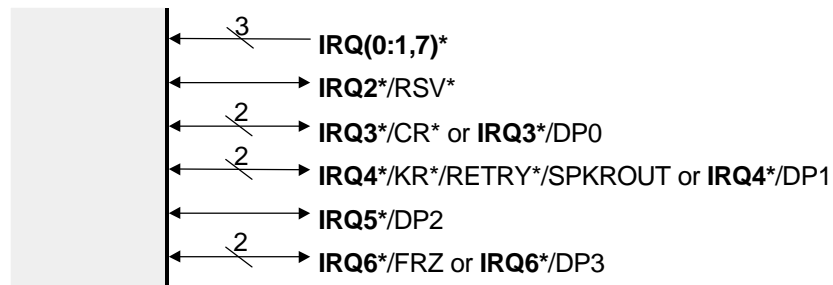 3 IRQ(0:1,7)*
IRQ2*/RSV*
2 IRQ3*/CR* or IRQ3*/DP0
2 IRQ4*/KR*/RETRY*/SPKROUT or IRQ4*/DP1
IRQ5*/DP2
2 IRQ6*/FRZ or IRQ6*/DP3